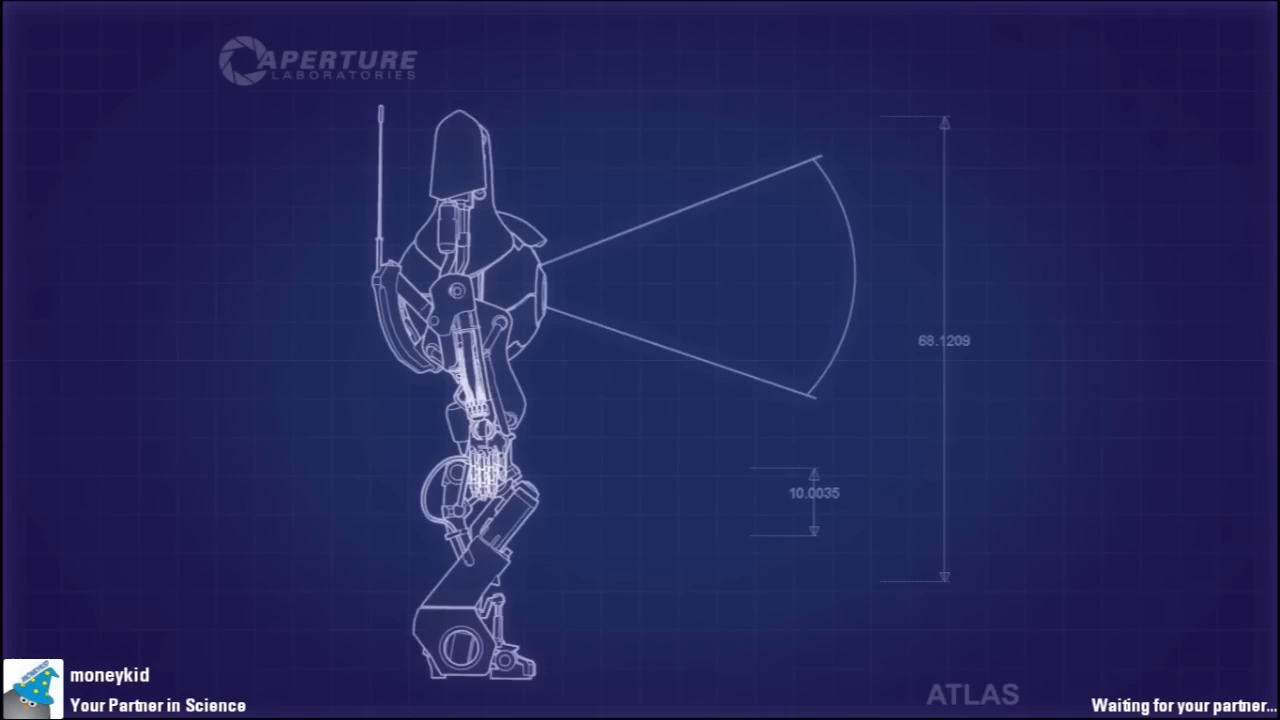 APERTURE
LABORATORIES
68.1209
10.0035
moneykid
Your Partner in Science
ATLAS
Waiting for your partner...